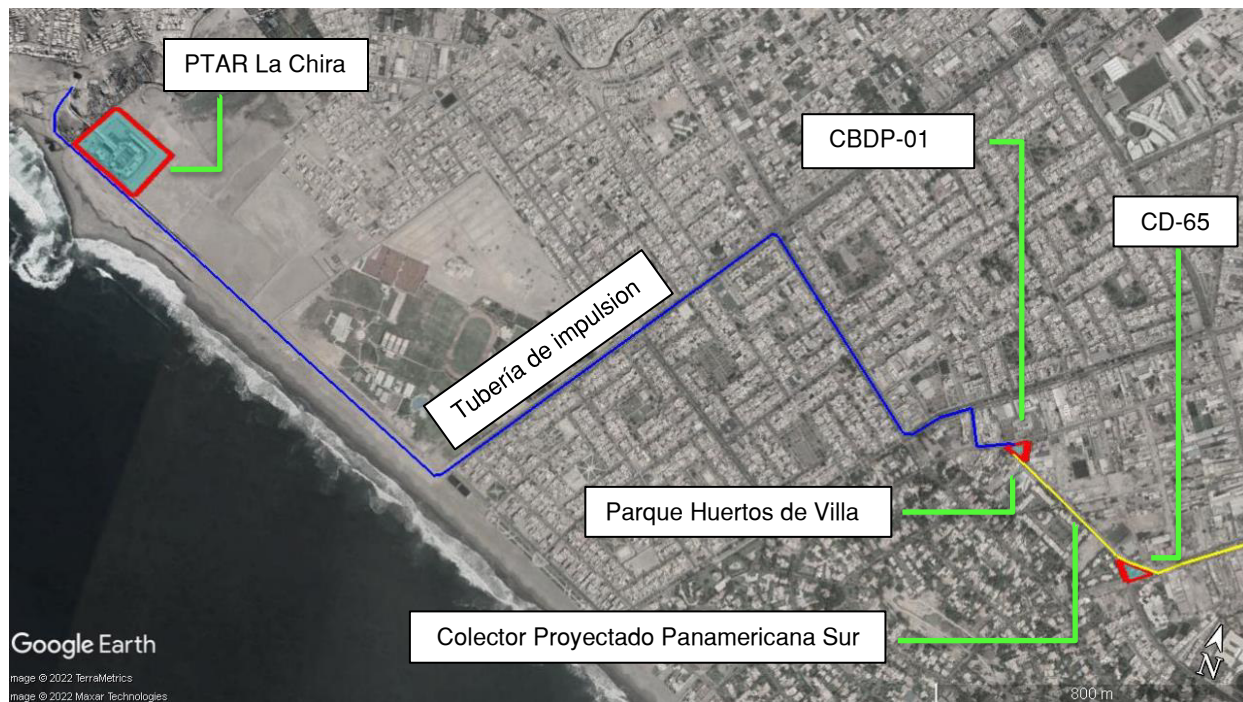 PTAR La Chira
CBDP-01
CD-65
Tubería de impulsion
Parque Huertos de Villa
Colector Proyectado Panamericana Sur
Google Earth
mage © 2022 TerraMetrics
mage © 2022 Maxar Technologies
N
800 m